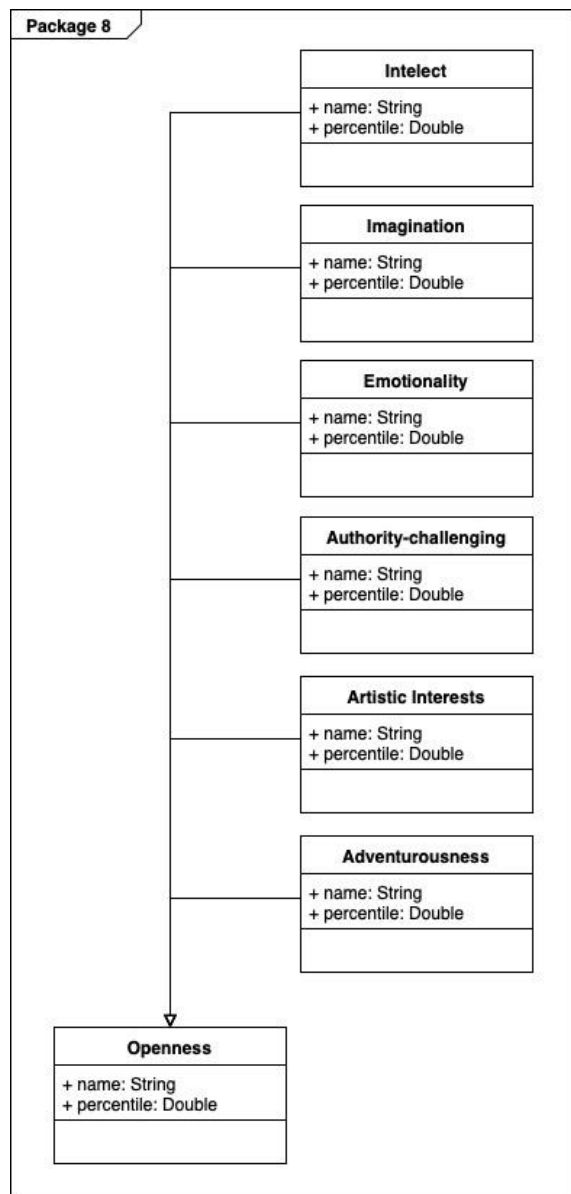 Package 8
Intelect
+ name: String
+ percentile: Double
Imagination
+ name: String
+ percentile: Double
Emotionality
+ name: String
+ percentile: Double
Authority-challenging
+ name: String
+ percentile: Double
Artistic Interests
+ name: String
+ percentile: Double
Adventurousness
+ name: String
+ percentile: Double
Openness
+ name: String
+ percentile: Double